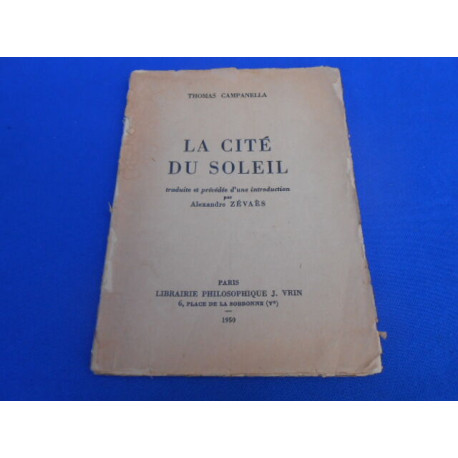 THOMAS CAMPANELLA
LA CITÉ
DU SOLEIL
traduite et précédée d'une introduction
par
Alexandre ZÉVAÈS
PARIS
LIBRAIRIE PHILOSOPHIQUE J. VRIN
6, PLACE DE LA SORBONNE (Vᵉ)
1950